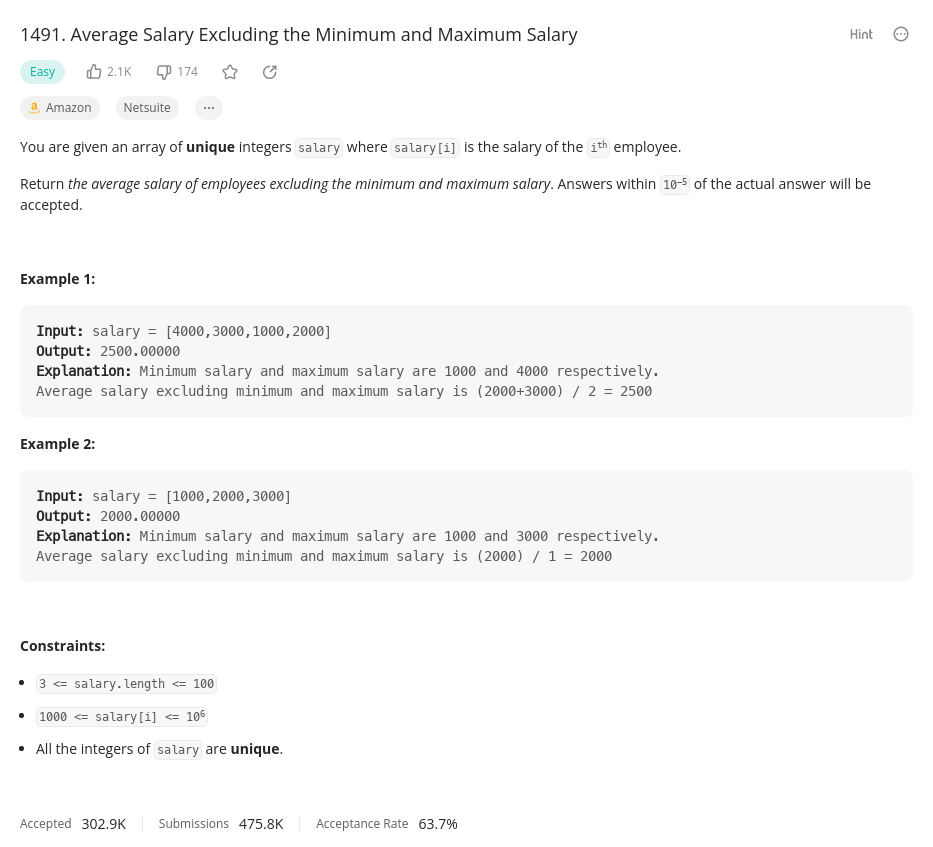 1491. Average Salary Excluding the Minimum and Maximum Salary
Hint
Easy 2.1K 174
Amazon Netsuite ...
You are given an array of unique integers salary where salary[i] is the salary of the iᵗʰ employee.
Return the average salary of employees excluding the minimum and maximum salary. Answers within 10⁻⁵ of the actual answer will be
accepted.
Example 1:
Input: salary = [4000,3000,1000,2000]
Output: 2500.00000
Explanation: Minimum salary and maximum salary are 1000 and 4000 respectively.
Average salary excluding minimum and maximum salary is (2000+3000) / 2 = 2500
Example 2:
Input: salary = [1000,2000,3000]
Output: 2000.00000
Explanation: Minimum salary and maximum salary are 1000 and 3000 respectively.
Average salary excluding minimum and maximum salary is (2000) / 1 = 2000
Constraints:
• 3 <= salary.length <= 100
• 1000 <= salary[i] <= 10⁶
• All the integers of salary are unique.
Accepted 302.9K Submissions 475.8K Acceptance Rate 63.7%